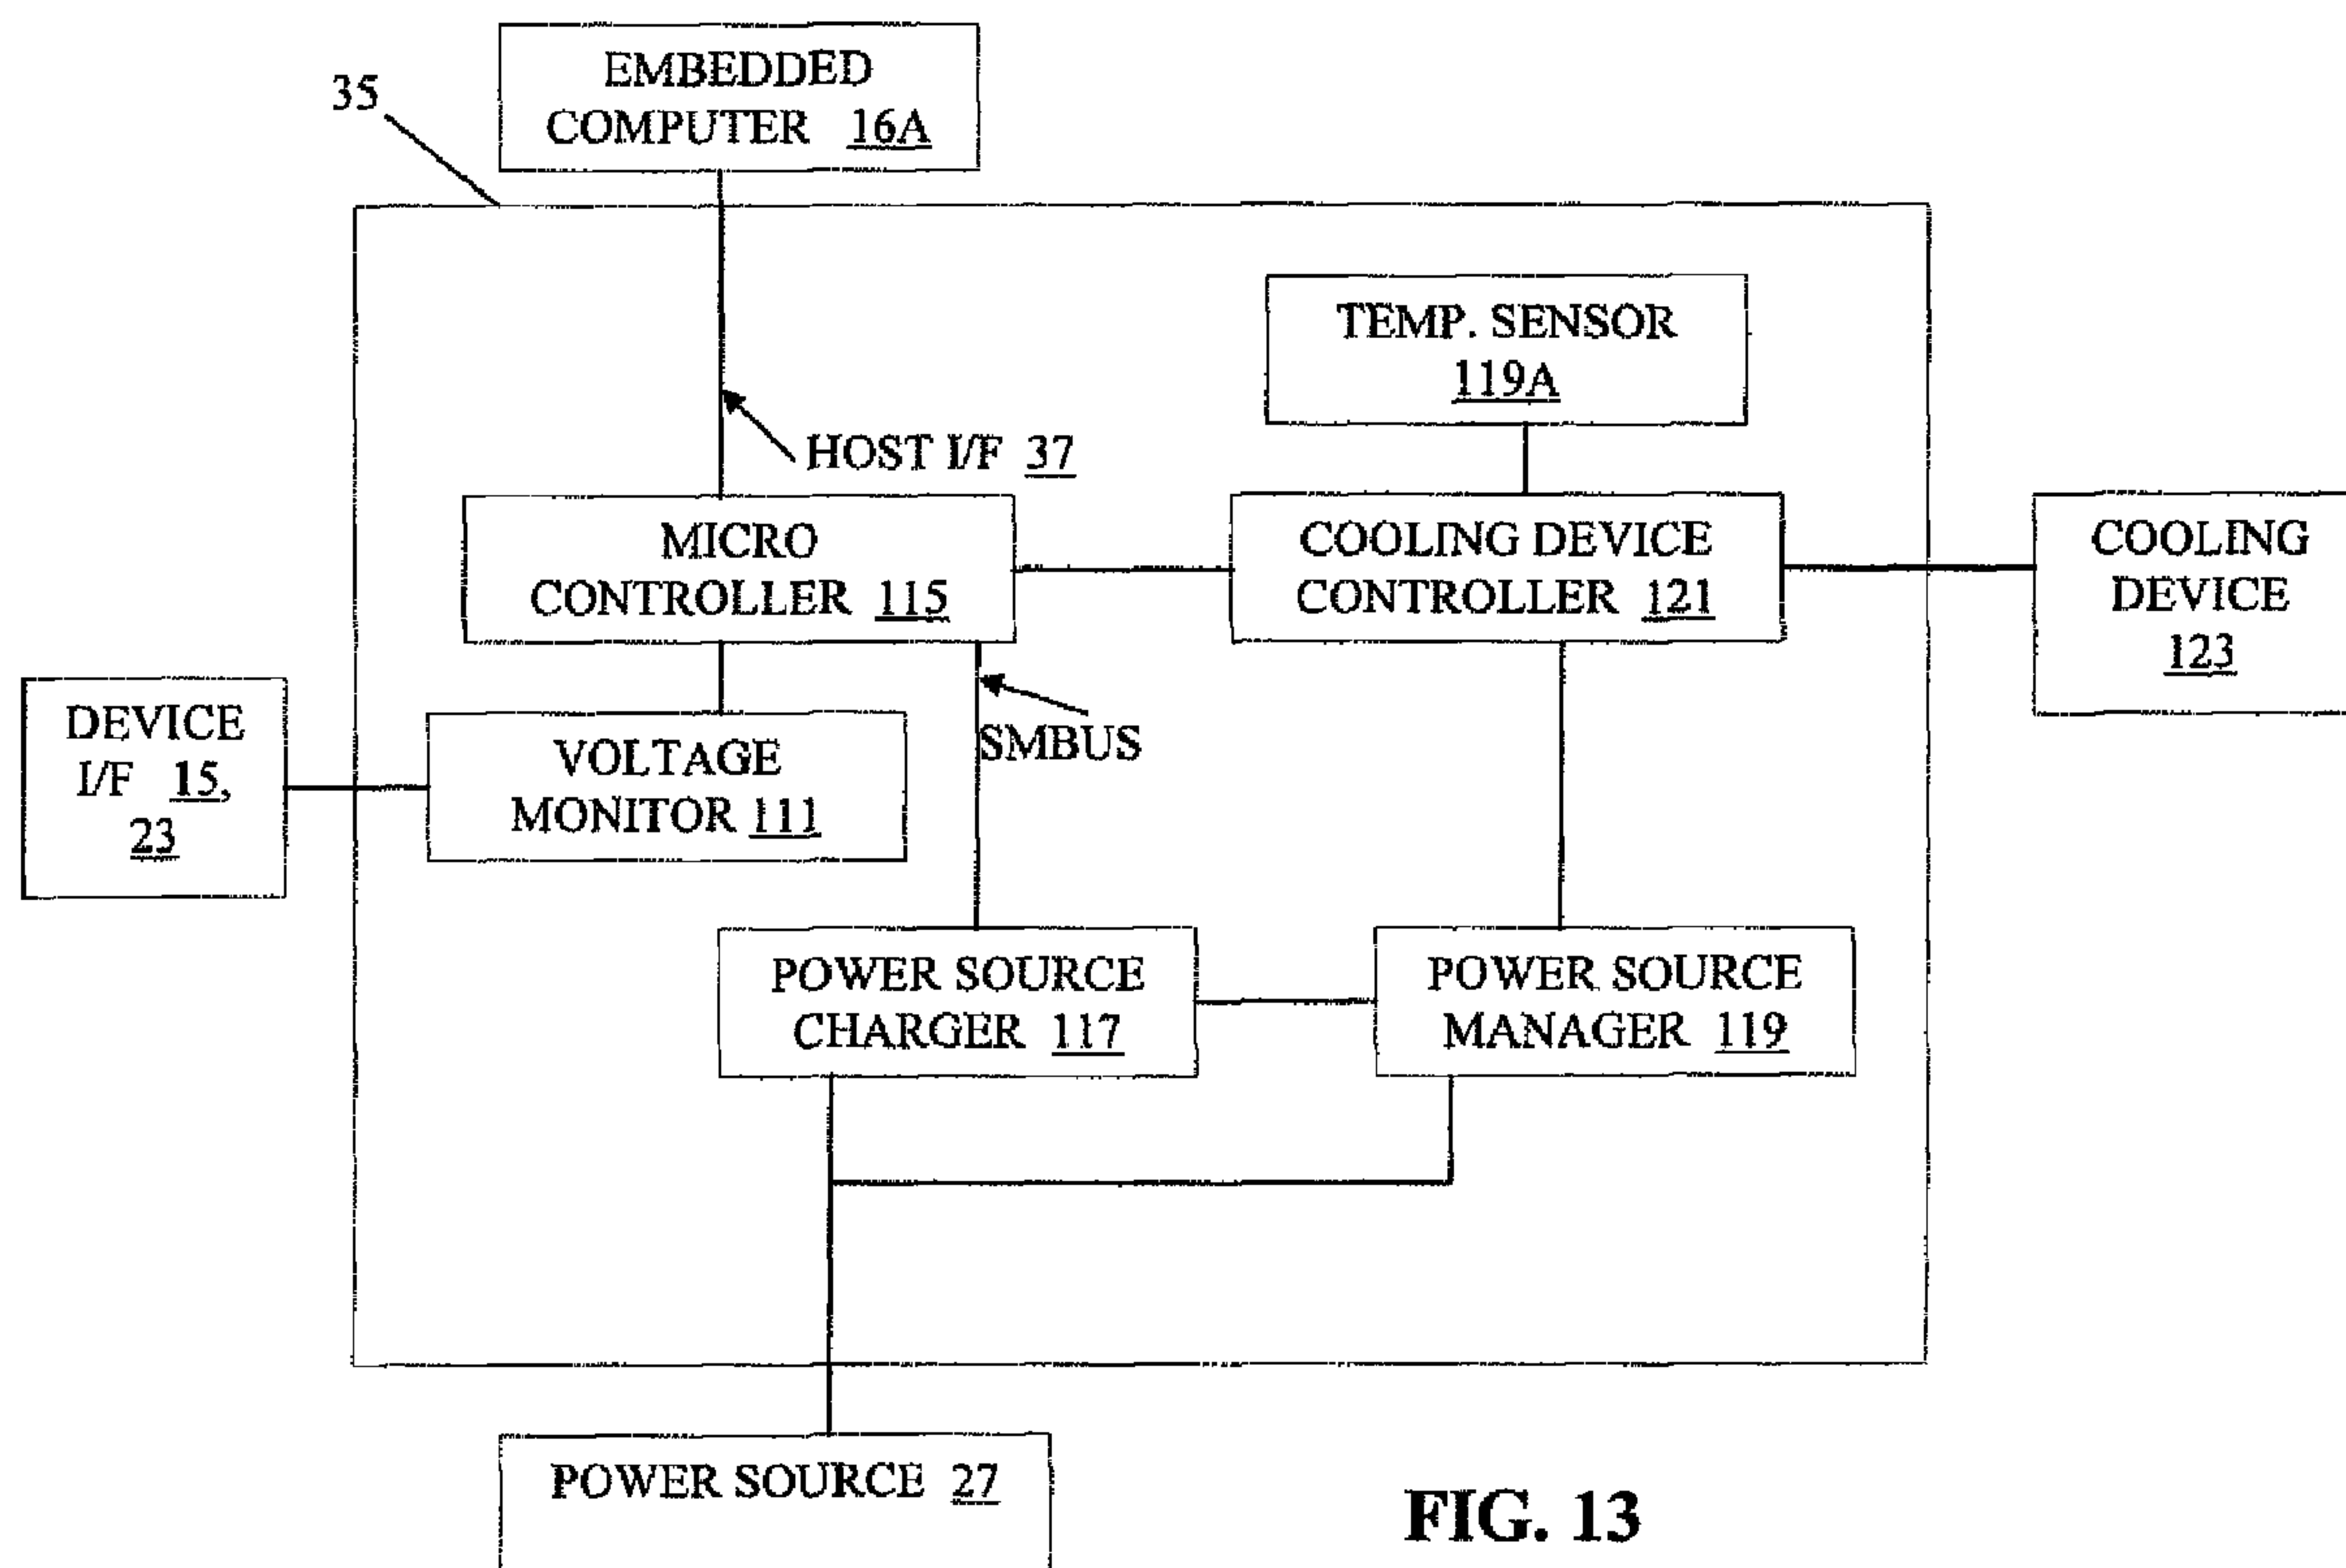 EMBEDDED
COMPUTER 16A
35
TEMP. SENSOR
119A
HOST I/F 37
MICRO
CONTROLLER 115
COOLING DEVICE
CONTROLLER 121
COOLING
DEVICE
123
DEVICE
I/F 15,
23
VOLTAGE
MONITOR 111
SMBUS
POWER SOURCE
CHARGER 117
POWER SOURCE
MANAGER 119
POWER SOURCE 27
FIG. 13